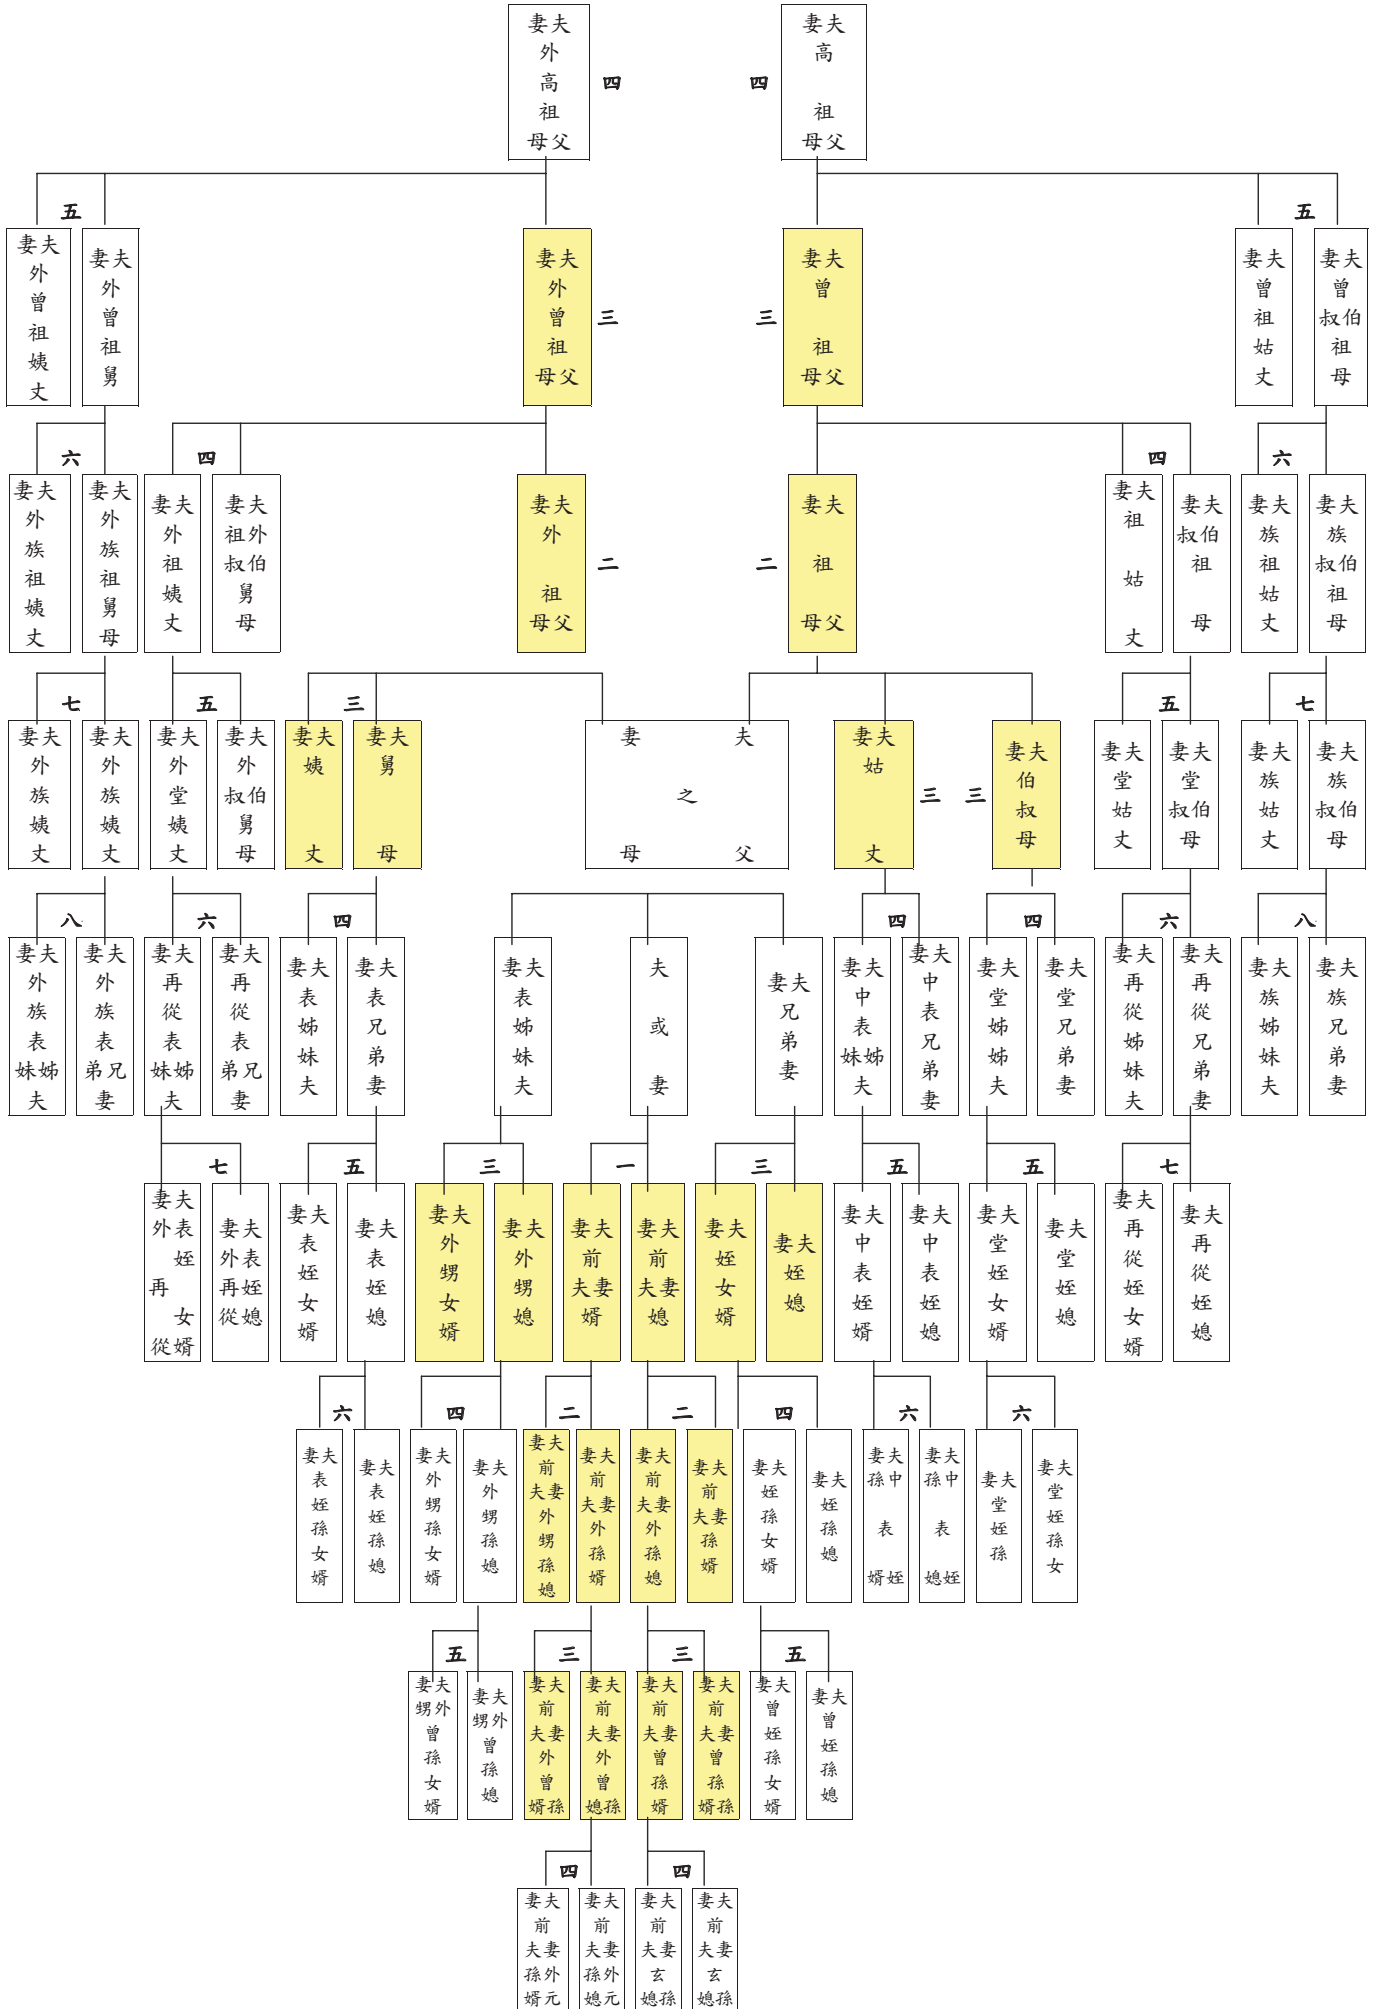 夫妻外高祖父母
四
四
夫妻高祖父母
五
五
夫妻外曾祖姨丈
夫妻外曾祖舅
夫妻外曾祖父母
三
三
夫妻曾祖父母
夫妻曾祖姑丈
夫妻曾伯叔祖母
六
四
四
六
夫妻外族祖姨丈
夫妻外族祖舅母
夫妻外祖姨丈
夫妻外祖伯叔舅母
夫妻外祖父母
二
二
夫妻祖父母
夫妻祖姑丈
夫妻伯叔祖母
夫妻族祖姑丈
夫妻族伯叔祖母
七
五
三
五
七
夫妻外族姨丈
夫妻外族姨丈
夫妻外堂姨丈
夫妻外伯叔舅母
夫妻姨丈
夫妻舅母
夫妻之父母
夫妻姑丈
三
三
夫妻伯叔母
夫妻堂姑丈
夫妻堂伯叔母
夫妻族姑丈
夫妻族伯叔母
八
六
四
四
四
六
八
夫妻外族表姊妹夫
夫妻外族表兄弟妻
夫妻再從表姊妹夫
夫妻再從表兄弟妻
夫妻表姊妹夫
夫妻表兄弟妻
夫妻表姊妹夫
夫或妻
夫妻兄弟妻
夫妻中表姊妹夫
夫妻中表兄弟妻
夫妻堂姊姊夫
夫妻堂兄弟妻
夫妻再從姊妹夫
夫妻再從兄弟妻
夫妻族姊妹夫
夫妻族兄弟妻
七
五
三
一
三
五
五
七
夫妻表姪女婿外再從
夫妻表姪媳外再從
夫妻表姪女婿
夫妻表姪媳
夫妻外甥女婿
夫妻外甥媳
夫妻前妻夫婿
夫妻前妻夫媳
夫妻姪女婿
夫妻姪媳
夫妻中表姪婿
夫妻中表姪媳
夫妻堂姪女婿
夫妻堂姪媳
夫妻再從姪女婿
夫妻再從姪媳
六
四
二
二
四
六
六
夫妻表姪孫女婿
夫妻表姪孫媳
夫妻外甥孫女婿
夫妻外甥孫媳
夫妻前妻夫外甥孫媳
夫妻前妻夫外孫婿
夫妻前妻夫外孫媳
夫妻前妻夫孫婿
夫妻姪孫女婿
夫妻姪孫媳
夫妻中孫表姪婿
夫妻中孫表姪媳
夫妻堂姪孫
夫妻堂姪孫女
五
三
三
五
夫妻外甥曾孫女婿
夫妻外甥曾孫媳
夫妻前妻夫外曾孫婿
夫妻前妻夫外曾孫媳
夫妻前妻夫曾孫婿
夫妻前妻夫曾孫孫婿
夫妻曾姪孫女婿
夫妻曾姪孫媳
四
四
夫妻前妻夫外孫元婿
夫妻前妻夫外孫元媳
夫妻前妻夫玄孫媳
夫妻前妻夫玄孫媳